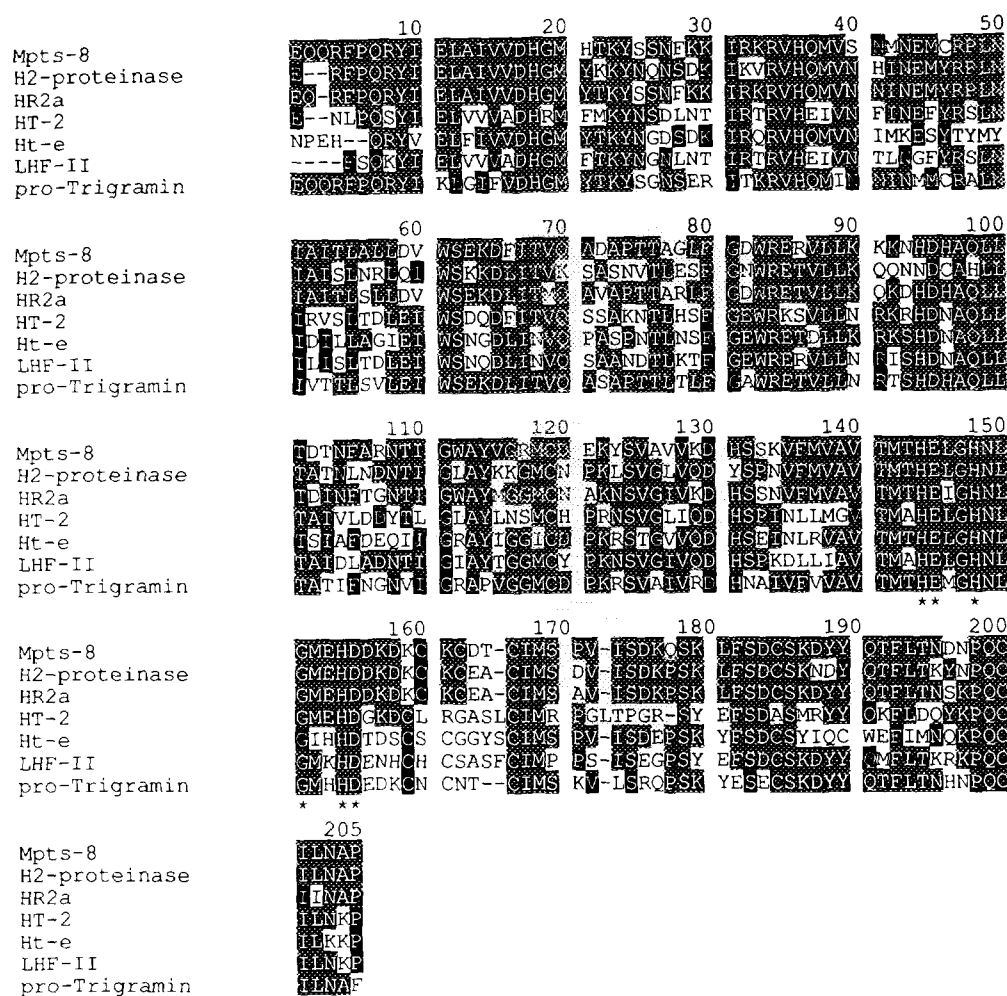 10 20 30 40 50
Mpts-8 EQQRFPQRYI ELAIVVDHGM HTKYSSNFKK IRKRVHQMVS NMNEMCRPLK
H2-proteinase E--RFPQRYI ELAIVVDHGM YKKYNQNSDK IKVRVHQMVN HINEMYRPLN
HR2a EQ-RFPQRYI ELAIVVDHGM YTKYSSNFKK IRKRVHQMVN NINEMYRPLN
HT-2 E--NLPQSYI ELVVVADHRM FMKYNSDLNT IRTRVHEIVN FINEFYRSLK
Ht-e NPEH--QRYV ELFIVVDHGM YTKYNGDSDK IRQRVHQMVN IMKESYTYMY
LHF-II ----ESQKYI ELVVVADHGM FTKYNGNLNT IRTRVHEIVN TLNGFYRSLN
pro-Trigramin EQQRFPQRYI KLGIFVDHGM YTKYSGNSER ITKRVHQMIN NINMMCRALN
60 70 80 90 100
Mpts-8 IAITLALLDV WSEKDFITVQ ADAPTTAGLF GDWRERVLLK KKNHDHAQLL
H2-proteinase IAISLNRLQI WSKKDLITVK SASNVTLESF GNWRETVLLK QQNNDCAHLL
HR2a IAITLSLLDV WSEKDLITMQ AVAPTTARLF GDWRETVLLK QKDHDHAQLL
HT-2 IRVSLTDLEI WSDQDFITVQ SSAKNTLHSF GEWRKSVLLN RKRHDNAQLL
Ht-e IDILLAGIEI WSNGDLINVQ PASPNTLNSF GEWRETDLLK RKSHDNAQLL
LHF-II ILISLTDLEI WSNQDLINVQ SAANDTLKTF GEWRERVLLN RISHDNAQLL
pro-Trigramin IVTTLSVLEI WSEKDLITVQ ASAPTTLTLF GAWRETVLLN RTSHDHAQLL
110 120 130 140 150
Mpts-8 TDTNFARNTI GWAYVGRMCD EKYSVAVVKD HSSKVFMVAV TMTHELGHNL
H2-proteinase TATNLNDNTI GLAYKKGMCN PKLSVGLVQD YSPNVFMVAV TMTHELGHNL
HR2a TDINFTGNTI GWAYMGGMCN AKNSVGIVKD HSSNVFMVAV TMTHEIGHNL
HT-2 TAIVLDLYTL GLAYLNSMCH PRNSVGLIQD HSPINLLMGV TMAHELGHNL
Ht-e TSIAFDEQII GRAYIGGICD PKRSTGVVQD HSEINLRVAV TMTHELGHNL
LHF-II TAIDLADNTI GIAYTGGMCY PKNSVGIVQD HSPKDLLIAV TMAHELGHNL
pro-Trigramin TATIFNGNVI GRAPVGGMCD PKRSVAIVRD HNAIVFVVAV TMTHEMGHNL
** *
160 170 180 190 200
Mpts-8 GMEHDDKDKC KCDT-CIMS PV-ISDKQSK LFSDCSKDYY QTFLTNDNPQC
H2-proteinase GMEHDDKDKC KCEA-CIMS DV-ISDKPSK LFSDCSKNDY QTFLTKYNPQC
HR2a GMEHDDKDKC KCEA-CIMS AV-ISDKPSK LFSDCSKDYY QTFLTNSKPQC
HT-2 GMEHDGKDCL RGASLCIMR PGLTPGR-SY EFSDASMRYY QKFLDQYKPQC
Ht-e GIHHDTDSCS CGGYSCIMS PV-ISDEPSK YFSDCSYIQC WEFIMNQKPQC
LHF-II GMKHDENHCH CSASFCIMP PS-ISEGPSY EFSDCSKDYY QMFLTKRKPQC
pro-Trigramin GMHHDEDKCN CNT--CIMS KV-LSRQPSK YESECSKDYY QTFLTNHNPQC
* **
205
Mpts-8 ILNAP
H2-proteinase ILNAP
HR2a IINAP
HT-2 ILNKP
Ht-e ILKKP
LHF-II ILNKP
pro-Trigramin ILNAF